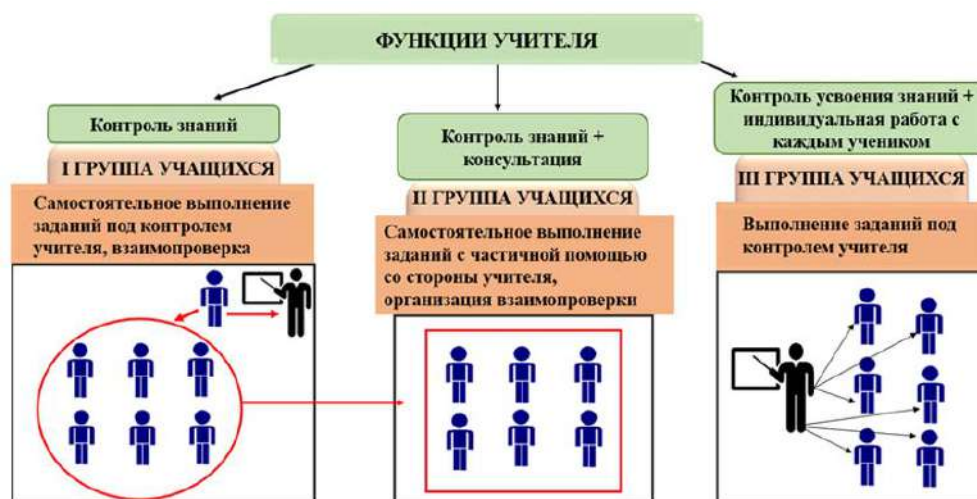 ФУНКЦИИ УЧИТЕЛЯ
Контроль знаний
I ГРУППА УЧАЩИХСЯ
Самостоятельное выполнение
заданий под контролем
учителя, взаимопроверка
Контроль знаний +
консультация
II ГРУППА УЧАЩИХСЯ
Самостоятельное выполнение
заданий с частичной помощью
со стороны учителя,
организация взаимопроверки
Контроль усвоения знаний +
индивидуальная работа с
каждым учеником
III ГРУППА УЧАЩИХСЯ
Выполнение заданий под
контролем учителя